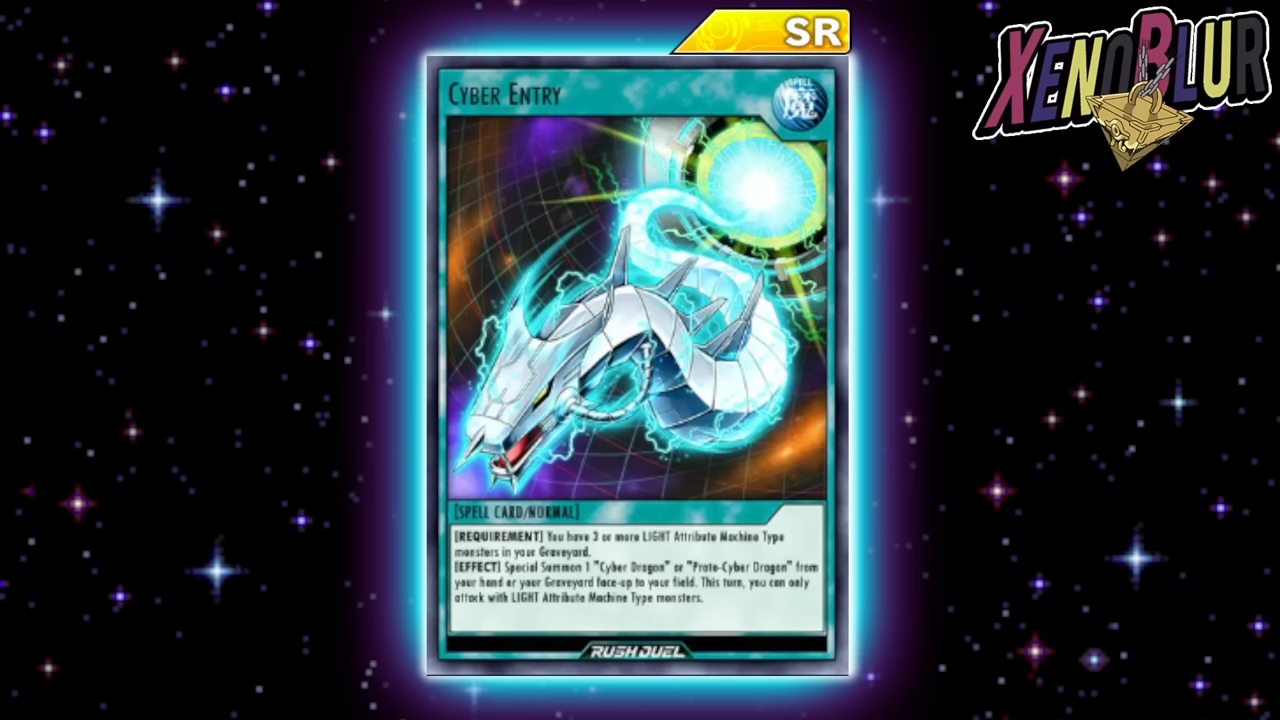 SR
XENOBLUR
CYBER ENTRY
SPELL
[SPELL CARD/NORMAL]
[REQUIREMENT] You have 3 or more LIGHT Attribute Machine Type
monsters in your Graveyard.
[EFFECT] Special Summon 1 "Cyber Dragon" or "Proto-Cyber Dragon" from
your hand or your Graveyard face-up to your field. This turn, you can only
attack with LIGHT Attribute Machine Type monsters.
RUSH DUEL